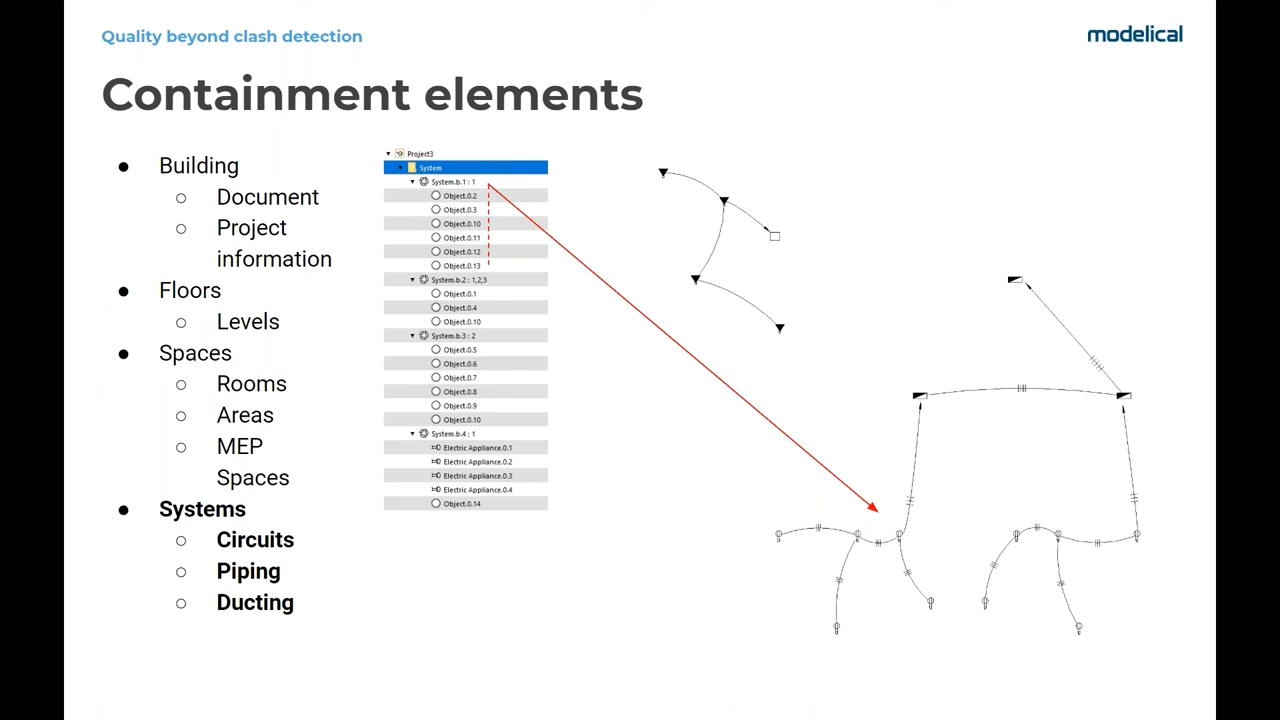 Quality beyond clash detection
modelical
Containment elements
● Building
○ Document
○ Project
information
● Floors
○ Levels
● Spaces
○ Rooms
○ Areas
○ MEP
Spaces
● Systems
○ Circuits
○ Piping
○ Ducting
Project3
System
System.b.1 : 1
Object.0.2
Object.0.3
Object.0.10
Object.0.11
Object.0.12
Object.0.13
System.b.2 : 1,2,3
Object.0.1
Object.0.4
Object.0.10
System.b.3 : 2
Object.0.5
Object.0.6
Object.0.7
Object.0.8
Object.0.9
Object.0.10
System.b.4 : 1
Electric Appliance.0.1
Electric Appliance.0.2
Electric Appliance.0.3
Electric Appliance.0.4
Object.0.14